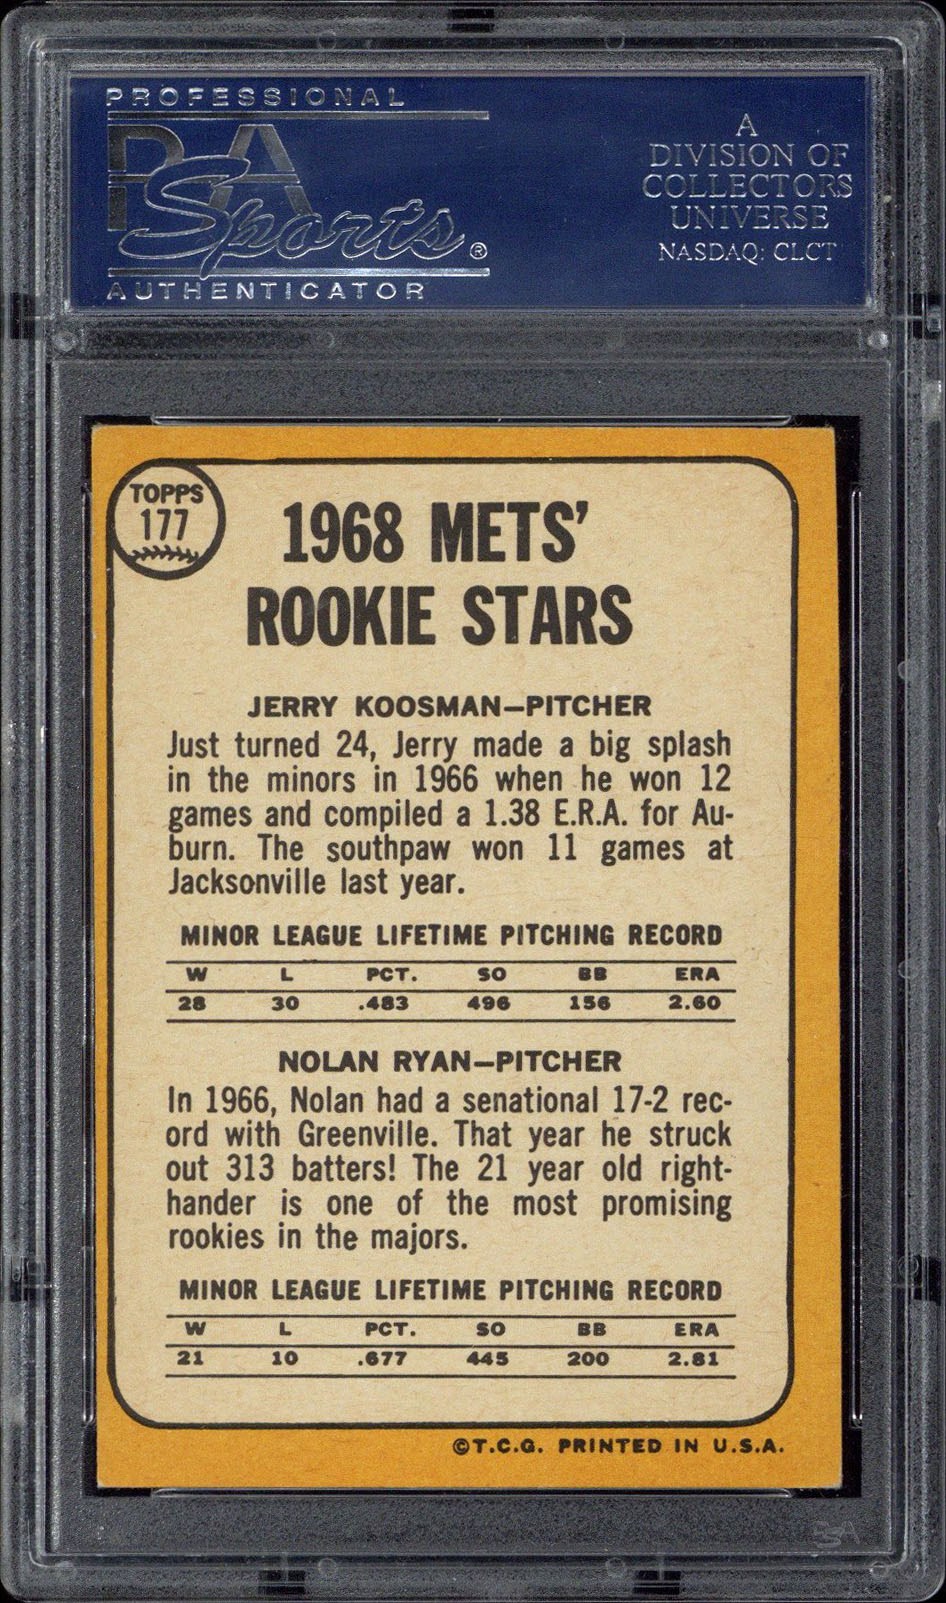 PROFESSIONAL
PSA
Sports®
AUTHENTICATOR
A
DIVISION OF
COLLECTORS
UNIVERSE
NASDAQ: CLCT
TOPPS
177
1968 METS’
ROOKIE STARS
JERRY KOOSMAN—PITCHER
Just turned 24, Jerry made a big splash
in the minors in 1966 when he won 12
games and compiled a 1.38 E.R.A. for Au-
burn. The southpaw won 11 games at
Jacksonville last year.
MINOR LEAGUE LIFETIME PITCHING RECORD
W L PCT. SO BB ERA
28 30 .483 496 156 2.60
NOLAN RYAN—PITCHER
In 1966, Nolan had a senational 17-2 rec-
ord with Greenville. That year he struck
out 313 batters! The 21 year old right-
hander is one of the most promising
rookies in the majors.
MINOR LEAGUE LIFETIME PITCHING RECORD
W L PCT. SO BB ERA
21 10 .677 445 200 2.81
©T.C.G. PRINTED IN U.S.A.
PSA